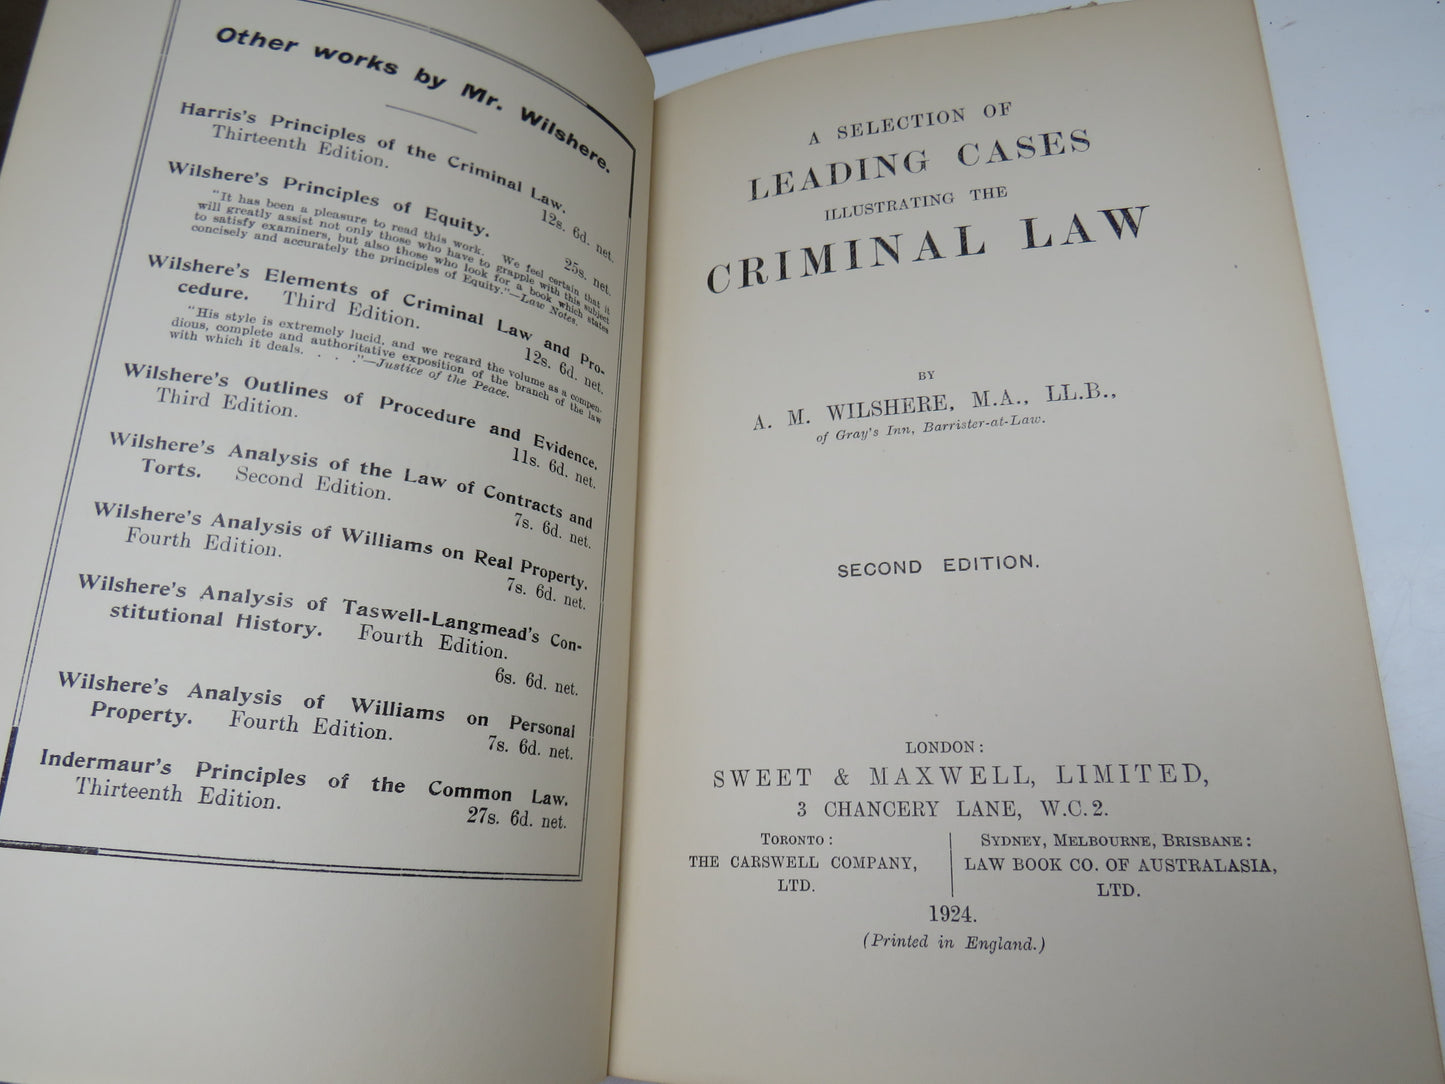 Other works by Mr. Wilshere.
Harris's Principles of the Criminal Law.
Thirteenth Edition.
12s. 6d. net.
Wilshere's Principles of Equity.
25s. net.
"It has been a pleasure to read this work. We feel certain that it
will greatly assist not only those who have to grapple with this subject
to satisfy examiners, but also those who look for a book which states
concisely and accurately the principles of Equity."—Law Notes.
Wilshere's Elements of Criminal Law and Pro-
cedure. Third Edition.
12s. 6d. net.
"His style is extremely lucid, and we regard the volume as a compen-
dious, complete and authoritative exposition of the branch of the law
with which it deals. . . ."—Justice of the Peace.
Wilshere's Outlines of Procedure and Evidence.
Third Edition.
11s. 6d. net.
Wilshere's Analysis of the Law of Contracts and
Torts. Second Edition.
7s. 6d. net.
Wilshere's Analysis of Williams on Real Property.
Fourth Edition.
7s. 6d. net.
Wilshere's Analysis of Taswell-Langmead's Con-
stitutional History. Fourth Edition.
6s. 6d. net.
Wilshere's Analysis of Williams on Personal
Property. Fourth Edition.
7s. 6d. net.
Indermaur's Principles of the Common Law.
Thirteenth Edition.
27s. 6d. net.
A SELECTION OF
LEADING CASES
ILLUSTRATING THE
CRIMINAL LAW
BY
A. M. WILSHERE, M.A., LL.B.,
of Gray's Inn, Barrister-at-Law.
SECOND EDITION.
LONDON:
SWEET & MAXWELL, LIMITED,
3 CHANCERY LANE, W.C.2.
TORONTO:
THE CARSWELL COMPANY,
LTD.
SYDNEY, MELBOURNE, BRISBANE:
LAW BOOK CO. OF AUSTRALASIA,
LTD.
1924.
(Printed in England.)